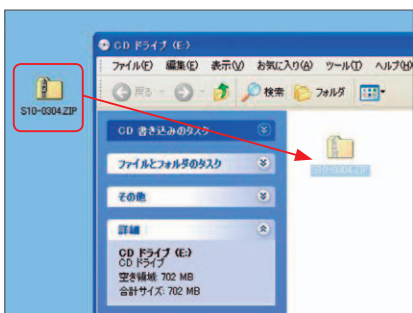 CD ドライブ (E:)
ファイル(F) 編集(E) 表示(V) お気に入り(A) ツール(T) ヘルプ(H)
戻る 検索 フォルダ
S10-0304.ZIP
CD 書き込みのタスク
ファイルとフォルダのタスク
S10-0304.ZIP
その他
詳細
CD ドライブ (E:)
CD ドライブ
空き領域: 702 MB
合計サイズ: 702 MB